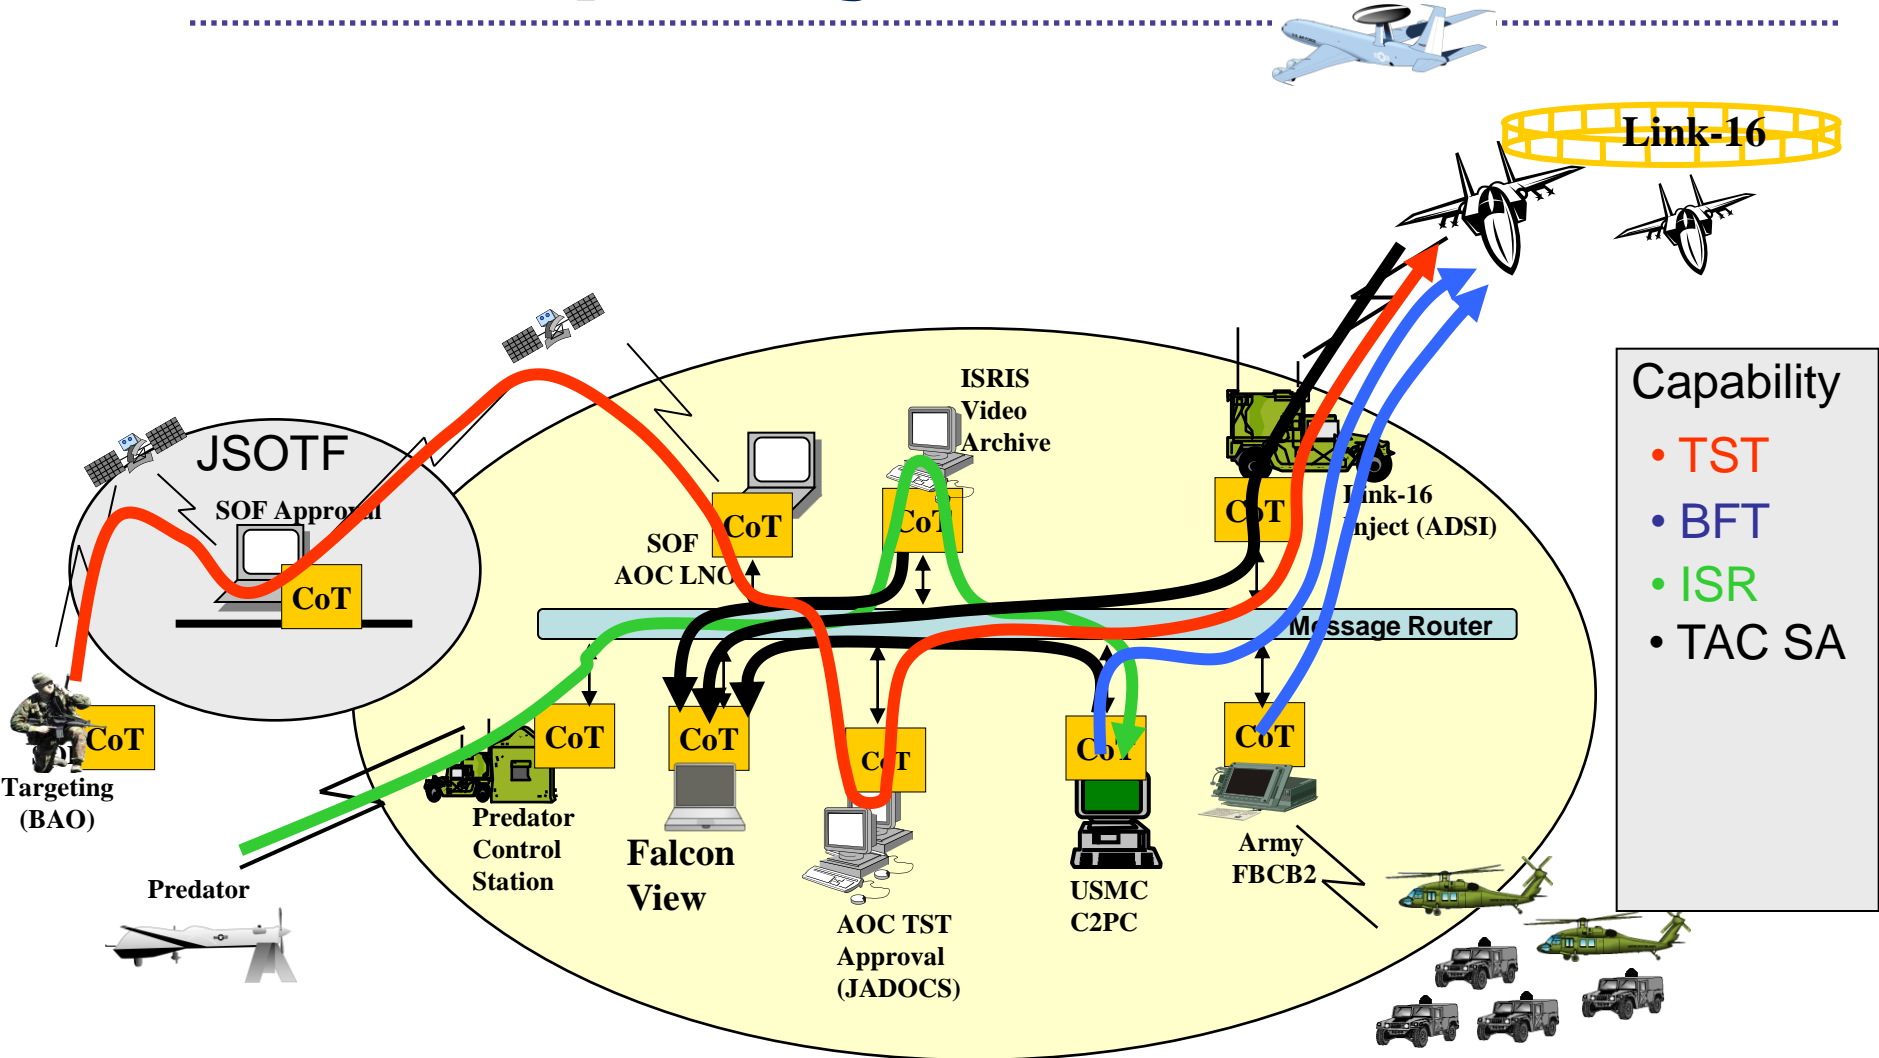 Link-16
JSOTF
SOF Approval
CoT
ISRIS
Video
Archive
CoT
SOF
AOC LNO
CoT
CoT
Link-16
Inject (ADSI)
Message Router
Capability
• TST
• BFT
• ISR
• TAC SA
CoT
Targeting
(BAO)
CoT
Predator
Control
Station
CoT
Falcon
View
CoT
AOC TST
Approval
(JADOCS)
CoT
USMC
C2PC
CoT
Army
FBCB2
Predator